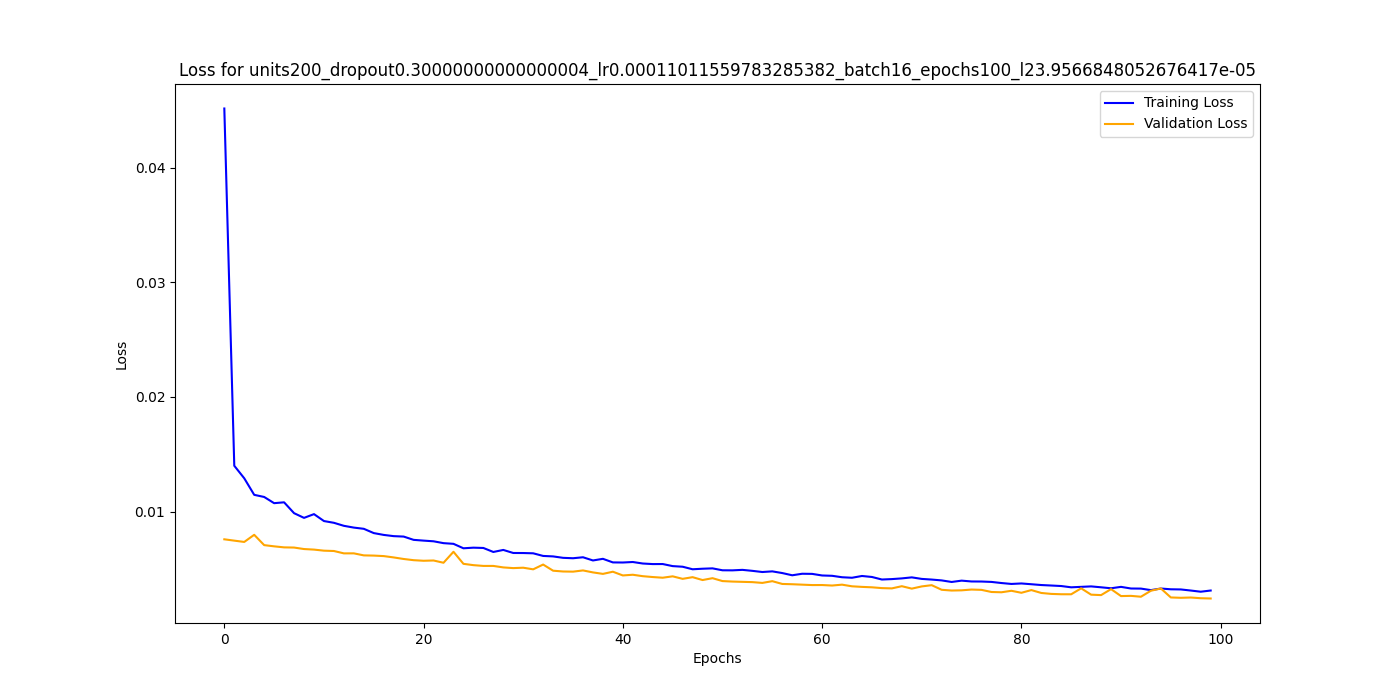 Loss for units200_dropout0.30000000000000004_lr0.00011011559783285382_batch16_epochs100_l23.9566848052676417e-05
Training Loss
Validation Loss
0.04
0.03
0.02
0.01
Loss
0 20 40 60 80 100
Epochs